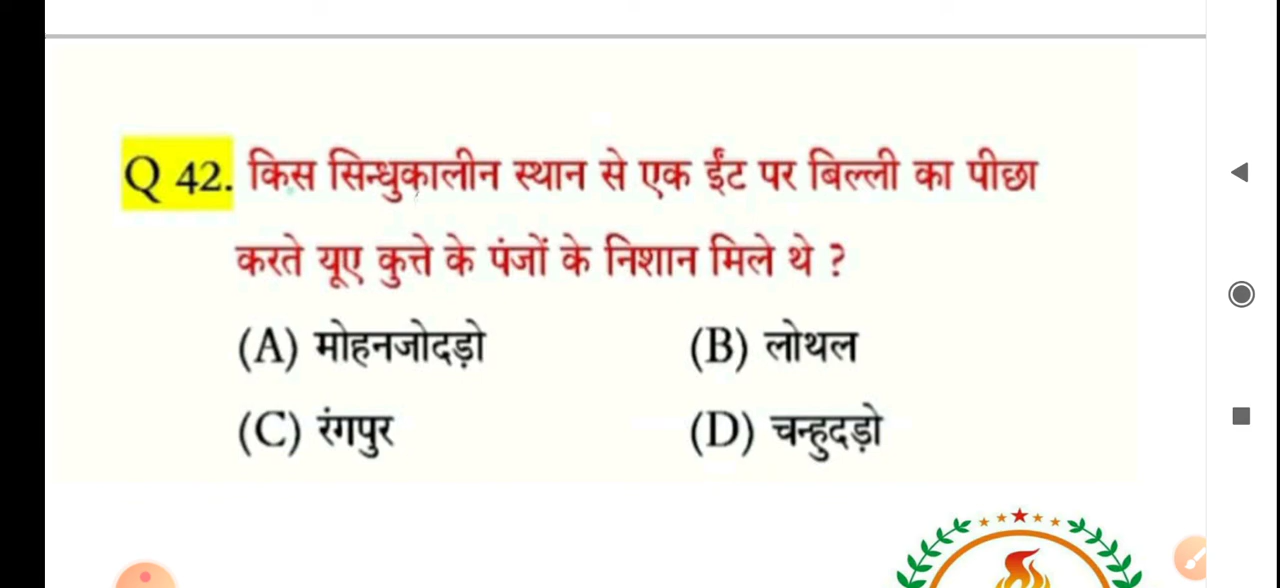 Q 42. किस सिन्धुकालीन स्थान से एक ईंट पर बिल्ली का पीछा
करते यूए कुत्ते के पंजों के निशान मिले थे ?
(A) मोहनजोदड़ो (B) लोथल
(C) रंगपुर (D) चन्हुदड़ो